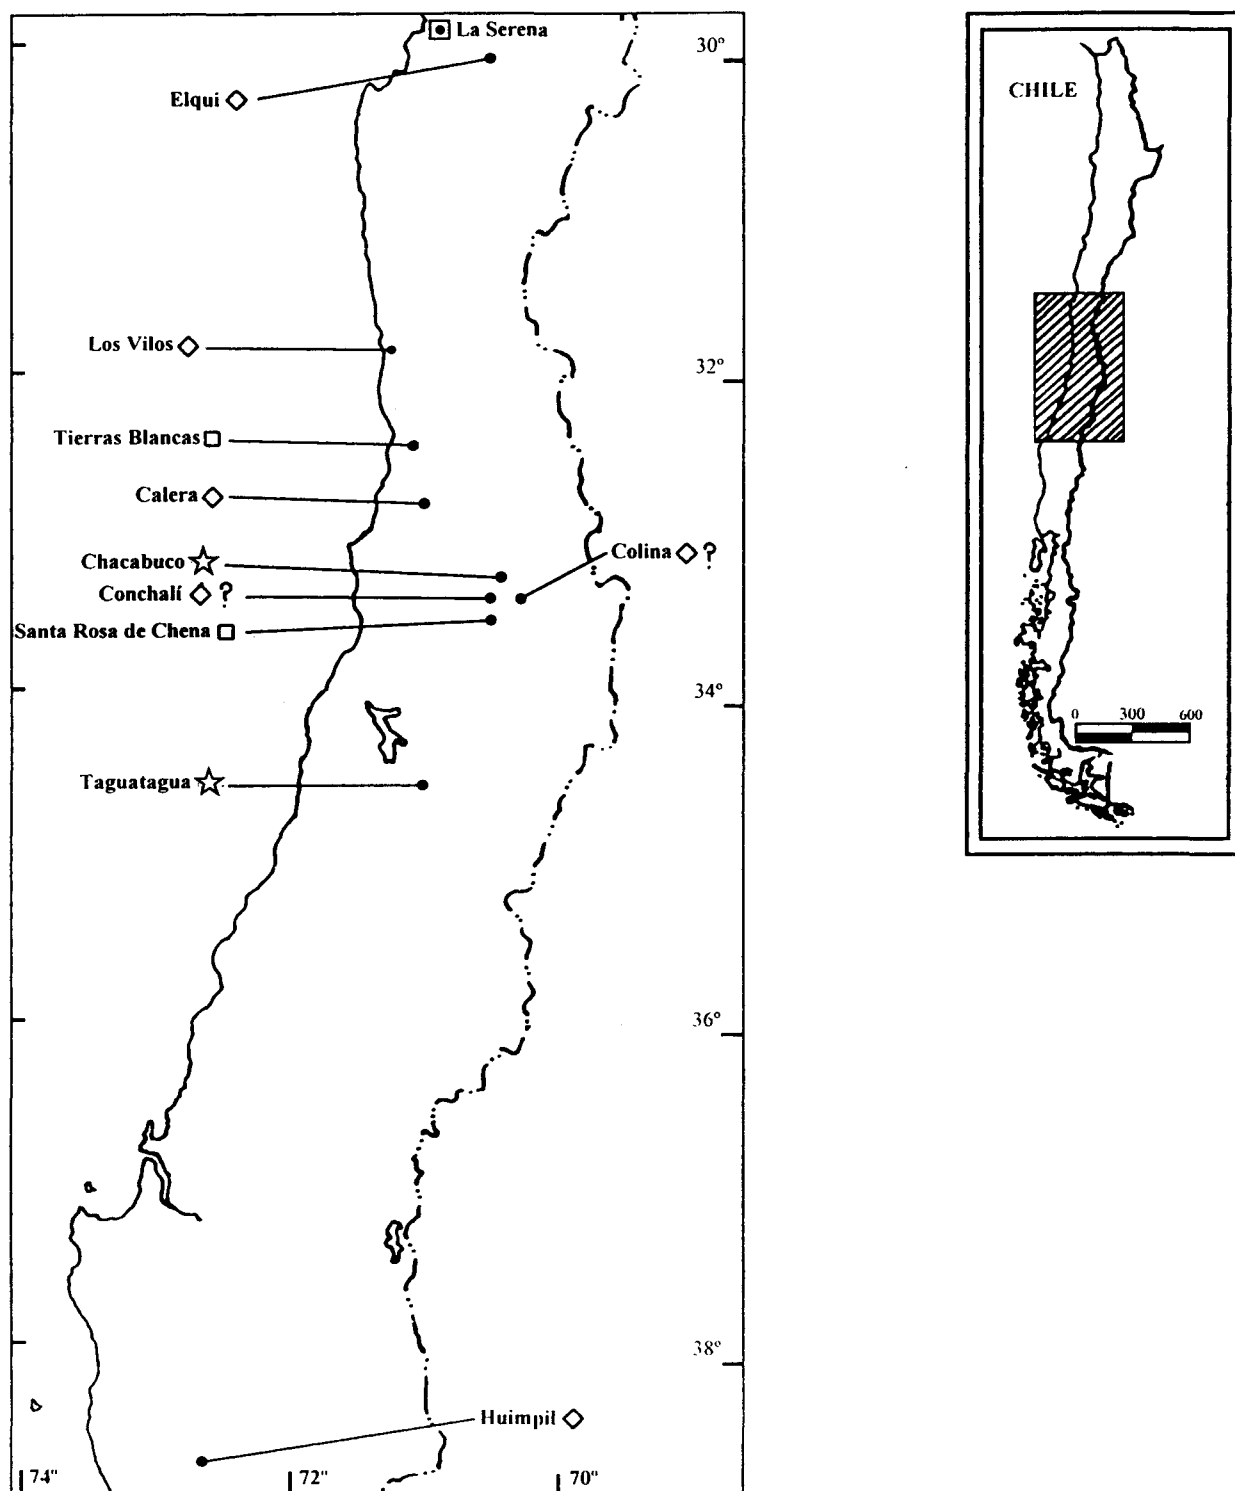 La Serena
30°
Elqui
CHILE
Los Vilos
32°
Tierras Blancas
Calera
Colina ?
Chacabuco
Conchalí ?
Santa Rosa de Chena
34°
0 300 600
Taguatagua
36°
38°
Huimpil
74° 72° 70°